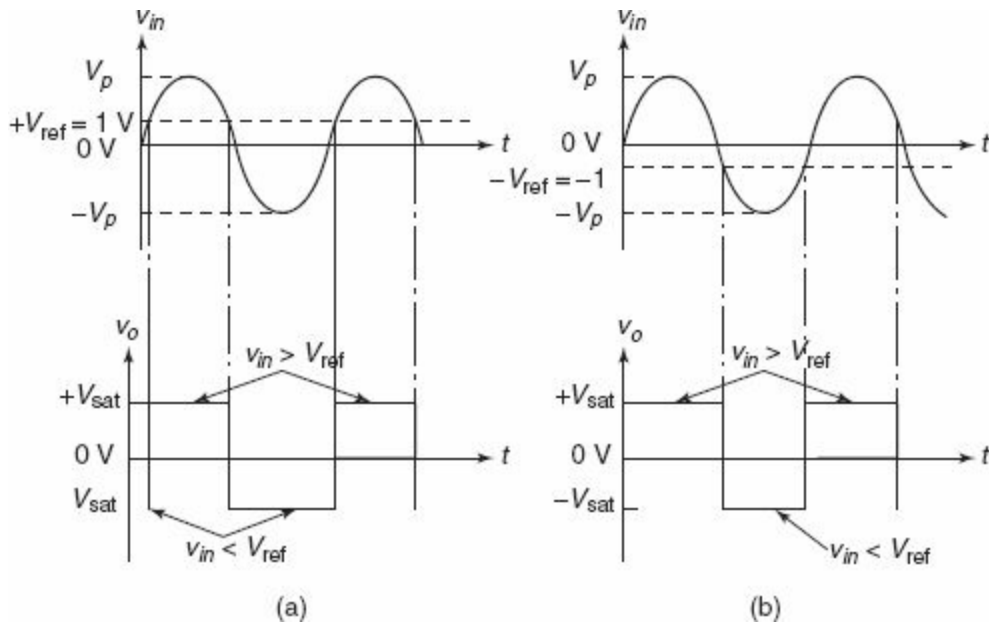 v_in
V_p
+V_ref = 1 V
0 V
t
−V_p
v_o
v_in > V_ref
+V_sat
0 V
t
V_sat
v_in < V_ref
(a)
v_in
V_p
0 V
t
−V_ref = −1
−V_p
v_o
v_in > V_ref
+V_sat
0 V
t
−V_sat
v_in < V_ref
(b)